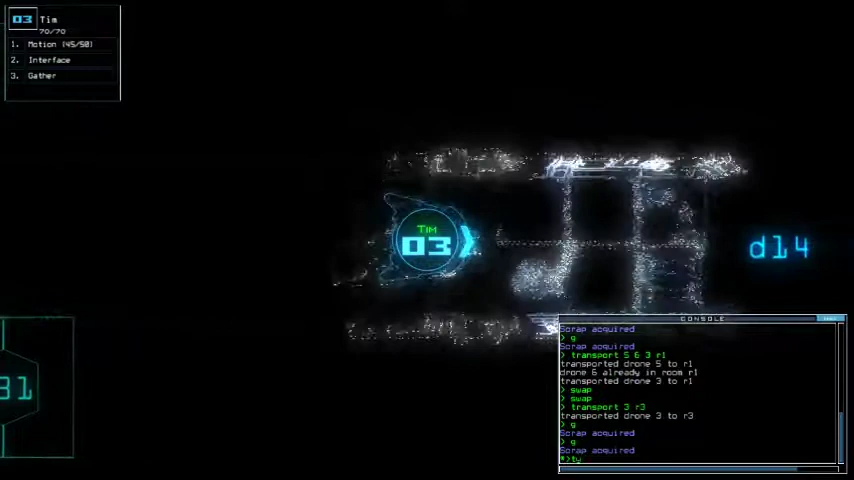 03 Tim
70/70
1. Motion (45/50)
2. Interface
3. Gather
TIM
03
d14
31
CONSOLE
Scrap acquired
> g
Scrap acquired
> transport 5 6 3 r1
transported drone 5 to r1
drone 6 already in room r1
transported drone 3 to r1
> swap
> swap
> transport 3 r3
transported drone 3 to r3
> g
Scrap acquired
> g
Scrap acquired
>ty